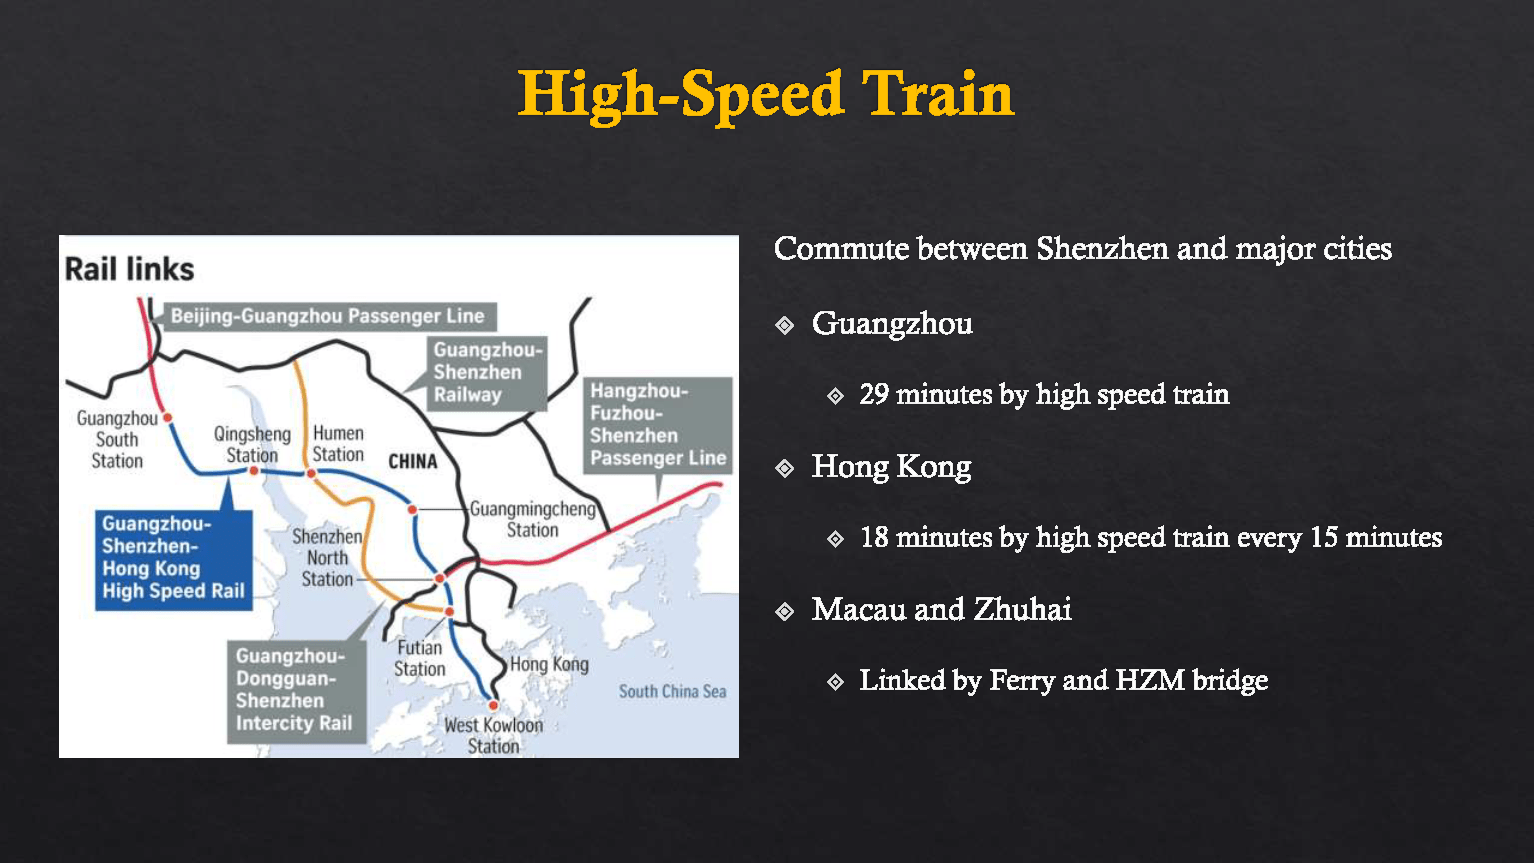 High-Speed Train
Rail links
Beijing-Guangzhou Passenger Line
Guangzhou-
Shenzhen
Railway
Hangzhou-
Fuzhou-
Shenzhen
Passenger Line
Guangzhou
South
Station
Qingsheng
Station
Humen
Station
CHINA
Guangmingcheng
Station
Guangzhou-
Shenzhen-
Hong Kong
High Speed Rail
Shenzhen
North
Station
Guangzhou-
Dongguan-
Shenzhen
Intercity Rail
Futian
Station
Hong Kong
South China Sea
West Kowloon
Station
Commute between Shenzhen and major cities
Guangzhou
29 minutes by high speed train
Hong Kong
18 minutes by high speed train every 15 minutes
Macau and Zhuhai
Linked by Ferry and HZM bridge